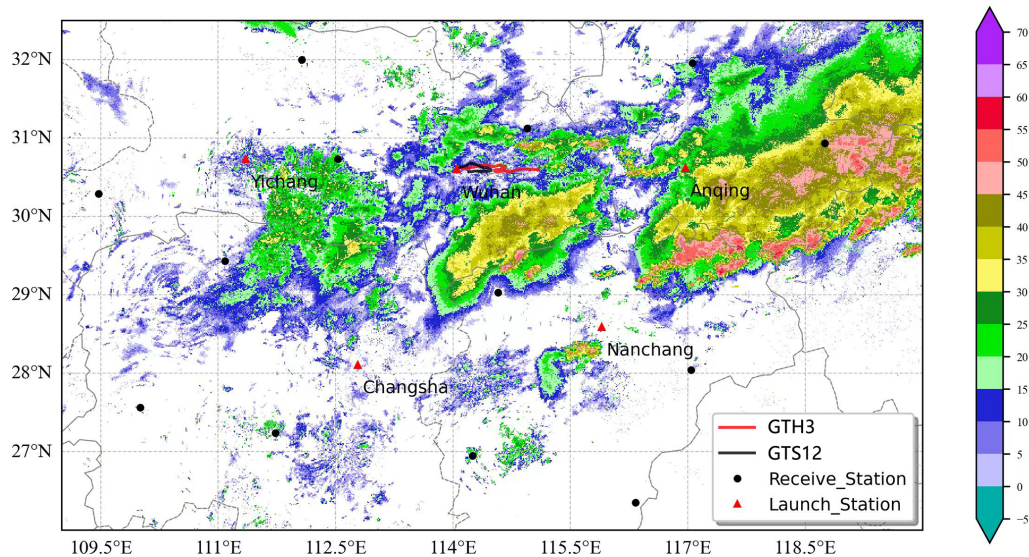 32°N
31°N
30°N
29°N
28°N
27°N
109.5°E
111°E
112.5°E
114°E
115.5°E
117°E
118.5°E
Yichang
Wuhan
Anqing
Nanchang
Changsha
GTH3
GTS12
Receive_Station
Launch_Station
70
65
60
55
50
45
40
35
30
25
20
15
10
5
0
−5